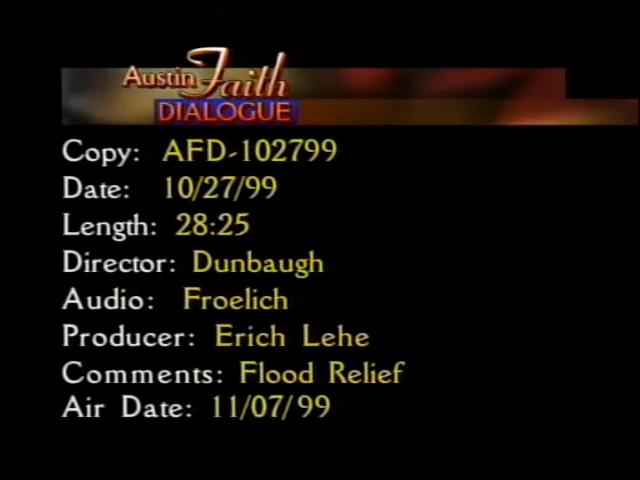 Austin Faith
DIALOGUE
Copy: AFD-102799
Date: 10/27/99
Length: 28:25
Director: Dunbaugh
Audio: Froelich
Producer: Erich Lehe
Comments: Flood Relief
Air Date: 11/07/99